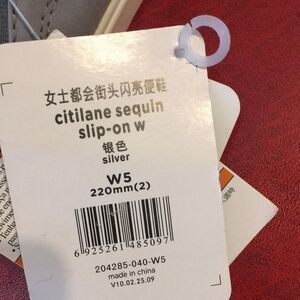 女士都会街头闪亮便鞋
citilane sequin
slip-on w
银色
silver
W5
220mm(2)
6 925261 485097
204285-040-W5
made in china
V10.02.23.09